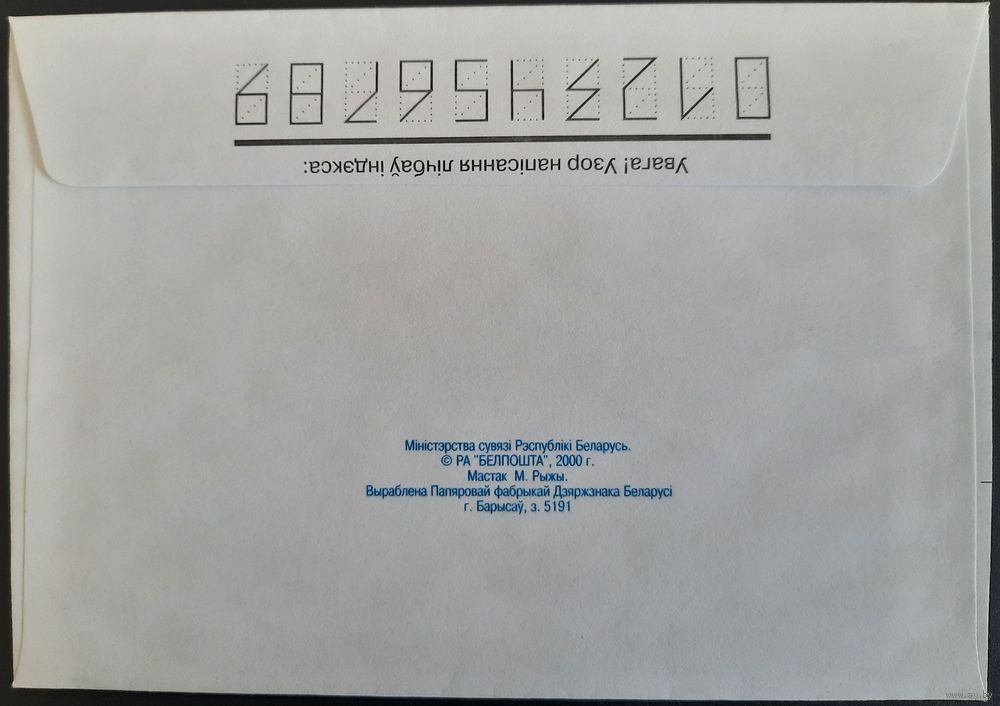 0123456789
Увага! Узор напісання лічбаў індэкса:
Міністэрства сувязі Рэспублікі Беларусь.
© РА "БЕЛПОШТА", 2000 г.
Мастак М. Рыжы.
Выраблена Папяровай фабрыкай Дзяржзнака Беларусі
г. Барысаў, з. 5191